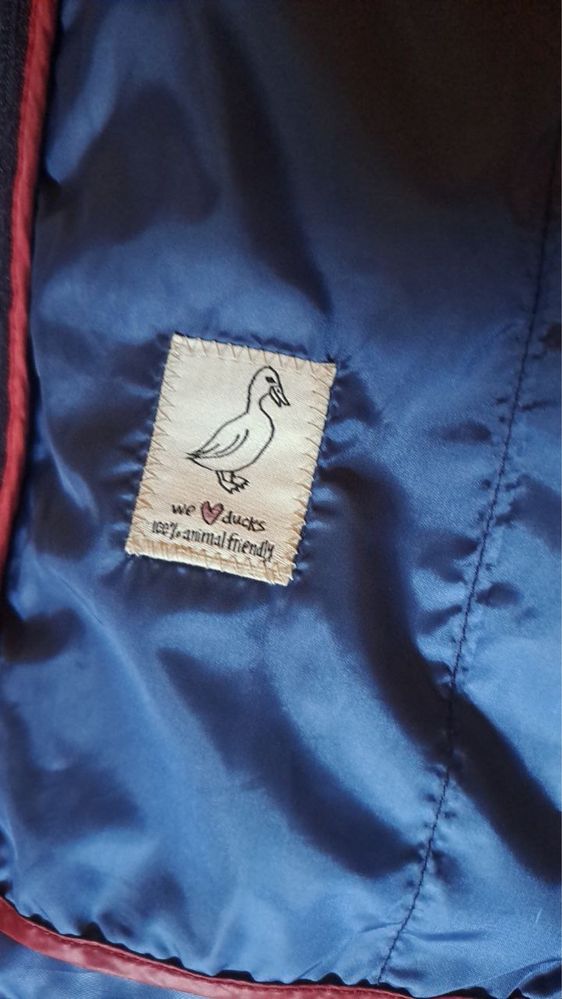 we ♥ ducks
100% animal friendly